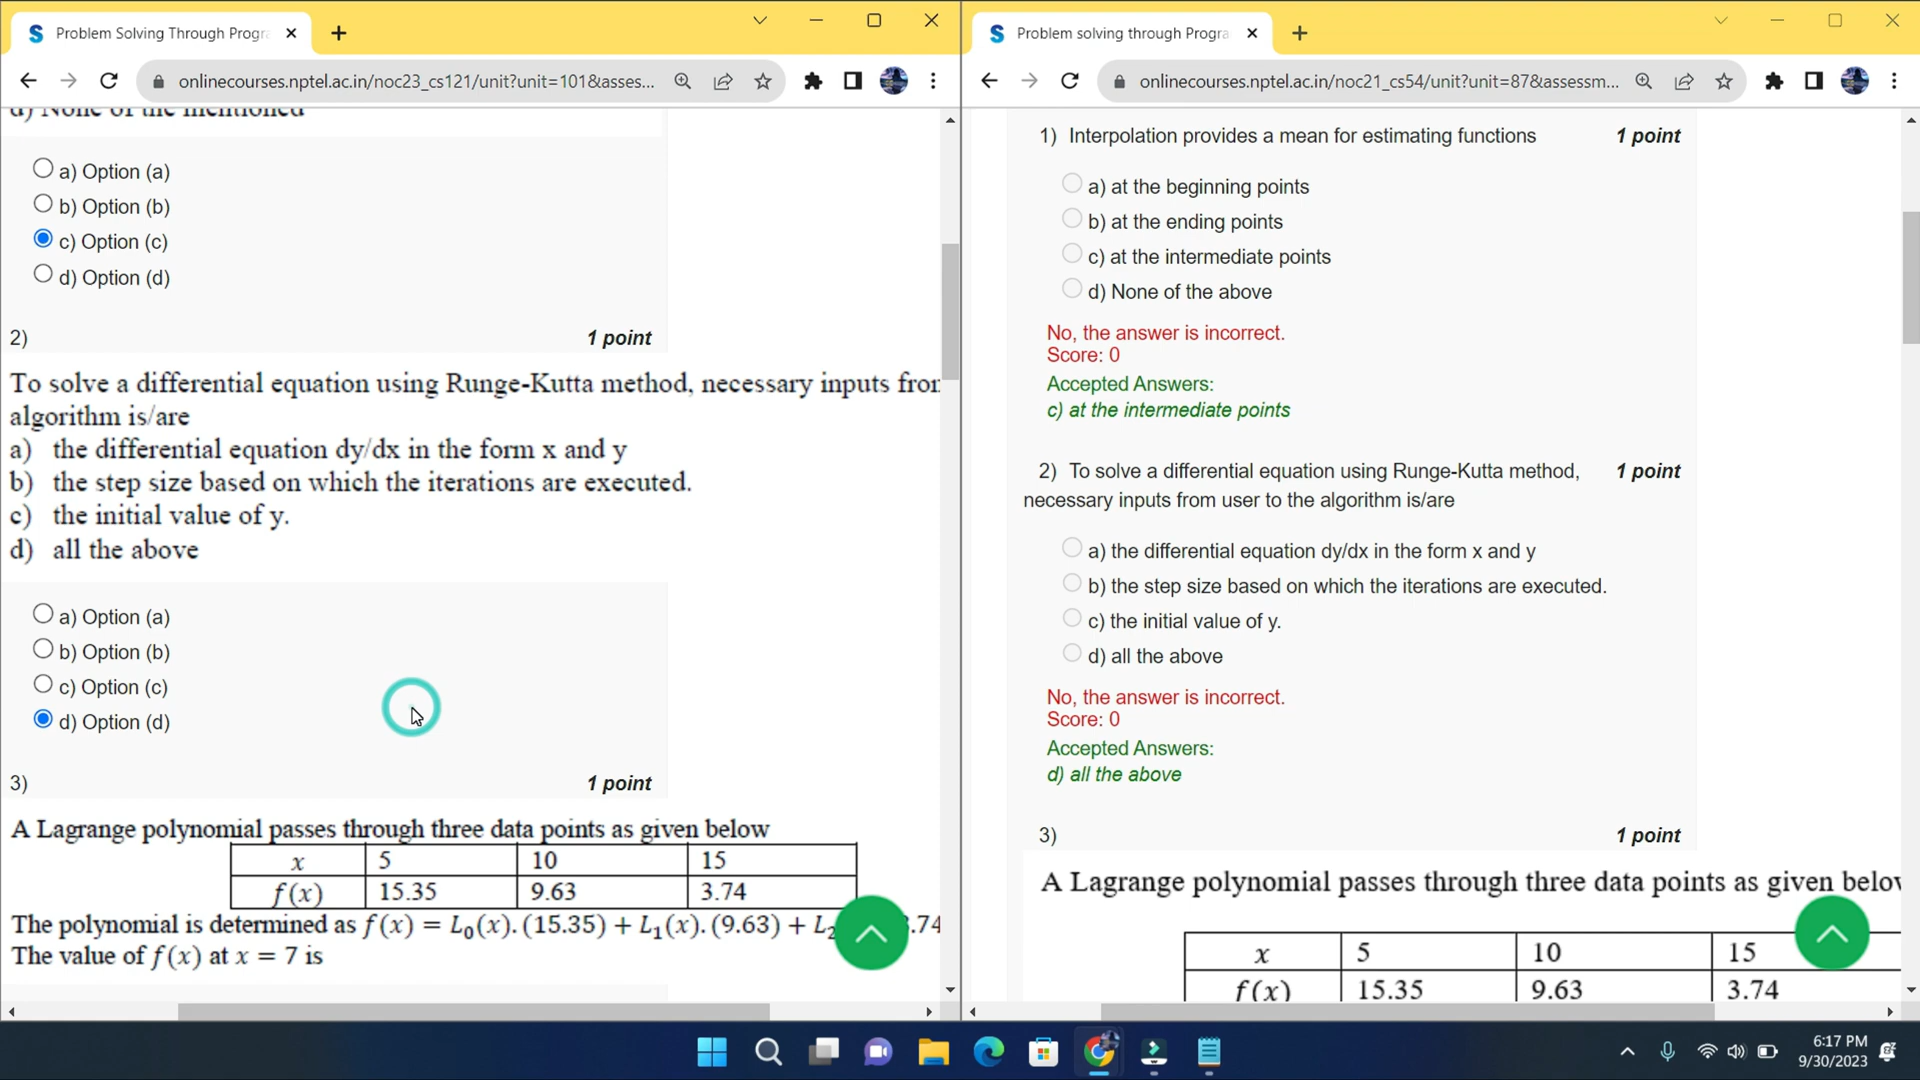 Problem Solving Through Progra
onlinecourses.nptel.ac.in/noc23_cs121/unit?unit=101&asses...
d) None of the mentioned
a) Option (a)
b) Option (b)
c) Option (c)
d) Option (d)
2)
1 point
To solve a differential equation using Runge-Kutta method, necessary inputs from
algorithm is/are
a) the differential equation dy/dx in the form x and y
b) the step size based on which the iterations are executed.
c) the initial value of y.
d) all the above
a) Option (a)
b) Option (b)
c) Option (c)
d) Option (d)
3)
1 point
A Lagrange polynomial passes through three data points as given below
x 5 10 15
f(x) 15.35 9.63 3.74
The polynomial is determined as f(x) = L₀(x).(15.35) + L₁(x).(9.63) + L₂ .74
The value of f(x) at x = 7 is
Problem solving through Progra
onlinecourses.nptel.ac.in/noc21_cs54/unit?unit=87&assessm...
1) Interpolation provides a mean for estimating functions
1 point
a) at the beginning points
b) at the ending points
c) at the intermediate points
d) None of the above
No, the answer is incorrect.
Score: 0
Accepted Answers:
c) at the intermediate points
2) To solve a differential equation using Runge-Kutta method,
1 point
necessary inputs from user to the algorithm is/are
a) the differential equation dy/dx in the form x and y
b) the step size based on which the iterations are executed.
c) the initial value of y.
d) all the above
No, the answer is incorrect.
Score: 0
Accepted Answers:
d) all the above
3)
1 point
A Lagrange polynomial passes through three data points as given below
x 5 10 15
f(x) 15.35 9.63 3.74
6:17 PM
9/30/2023